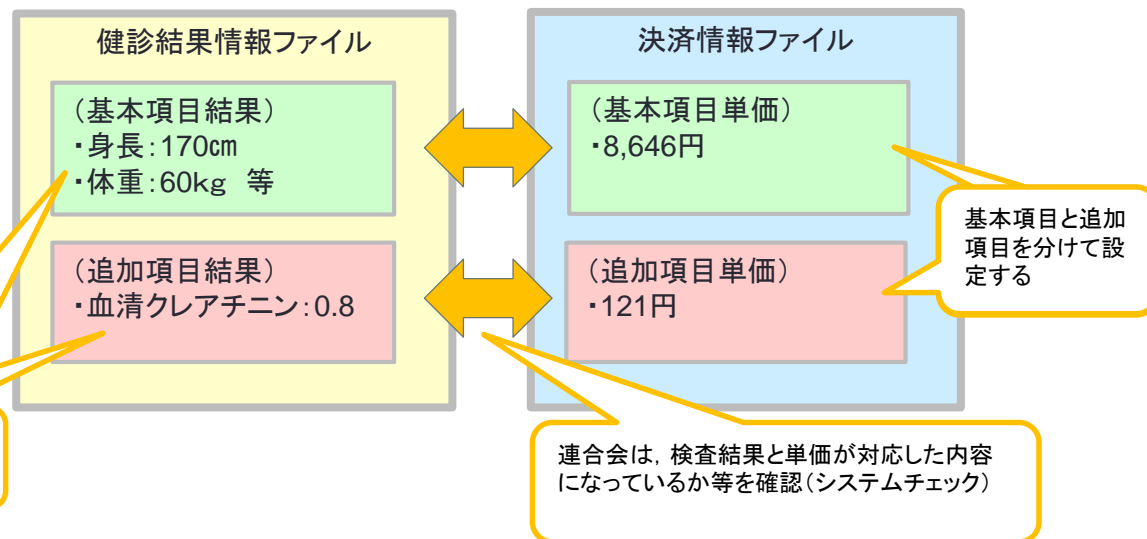 健診結果情報ファイル
（基本項目結果）
・身長：170㎝
・体重：60kg 等
（追加項目結果）
・血清クレアチニン：0.8
決済情報ファイル
（基本項目単価）
・8,646円
（追加項目単価）
・121円
基本項目と追加
項目を分けて設
定する
連合会は，検査結果と単価が対応した内容
になっているか等を確認（システムチェック）